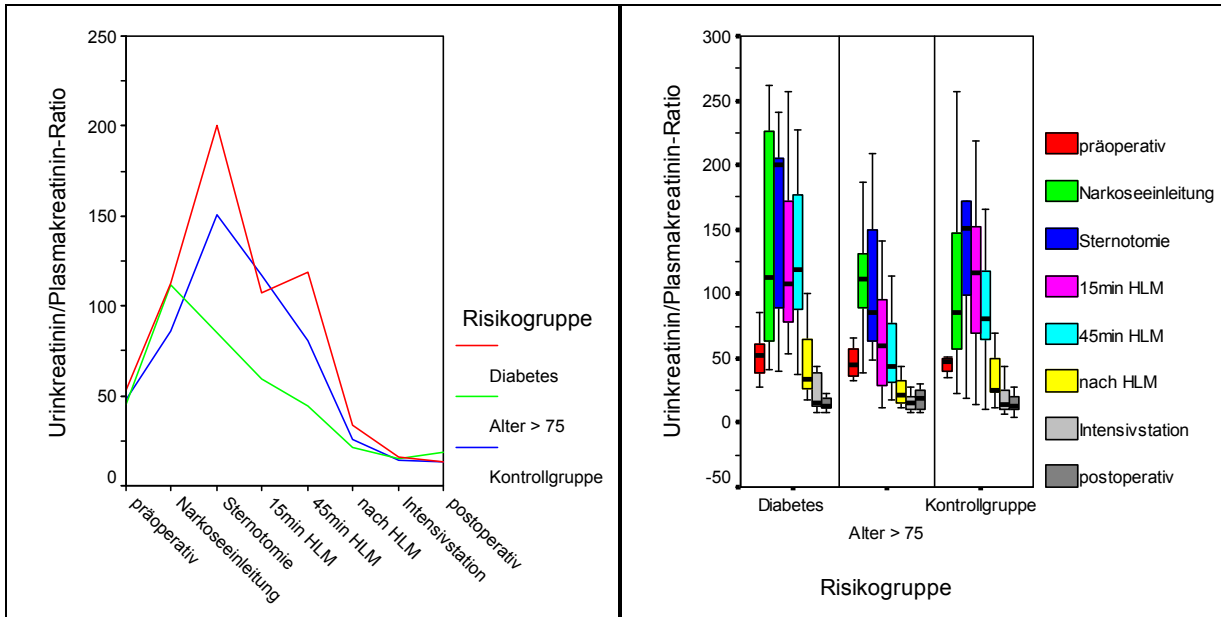 Urinkreatinin/Plasmakreatinin-Ratio
250
200
150
100
50
0
präoperativ
Narkoseeinleitung
Sternotomie
15min HLM
45min HLM
nach HLM
Intensivstation
postoperativ
Risikogruppe
Diabetes
Alter > 75
Kontrollgruppe
Urinkreatinin/Plasmakreatinin-Ratio
300
250
200
150
100
50
0
-50
Diabetes
Alter > 75
Kontrollgruppe
Risikogruppe
präoperativ
Narkoseeinleitung
Sternotomie
15min HLM
45min HLM
nach HLM
Intensivstation
postoperativ